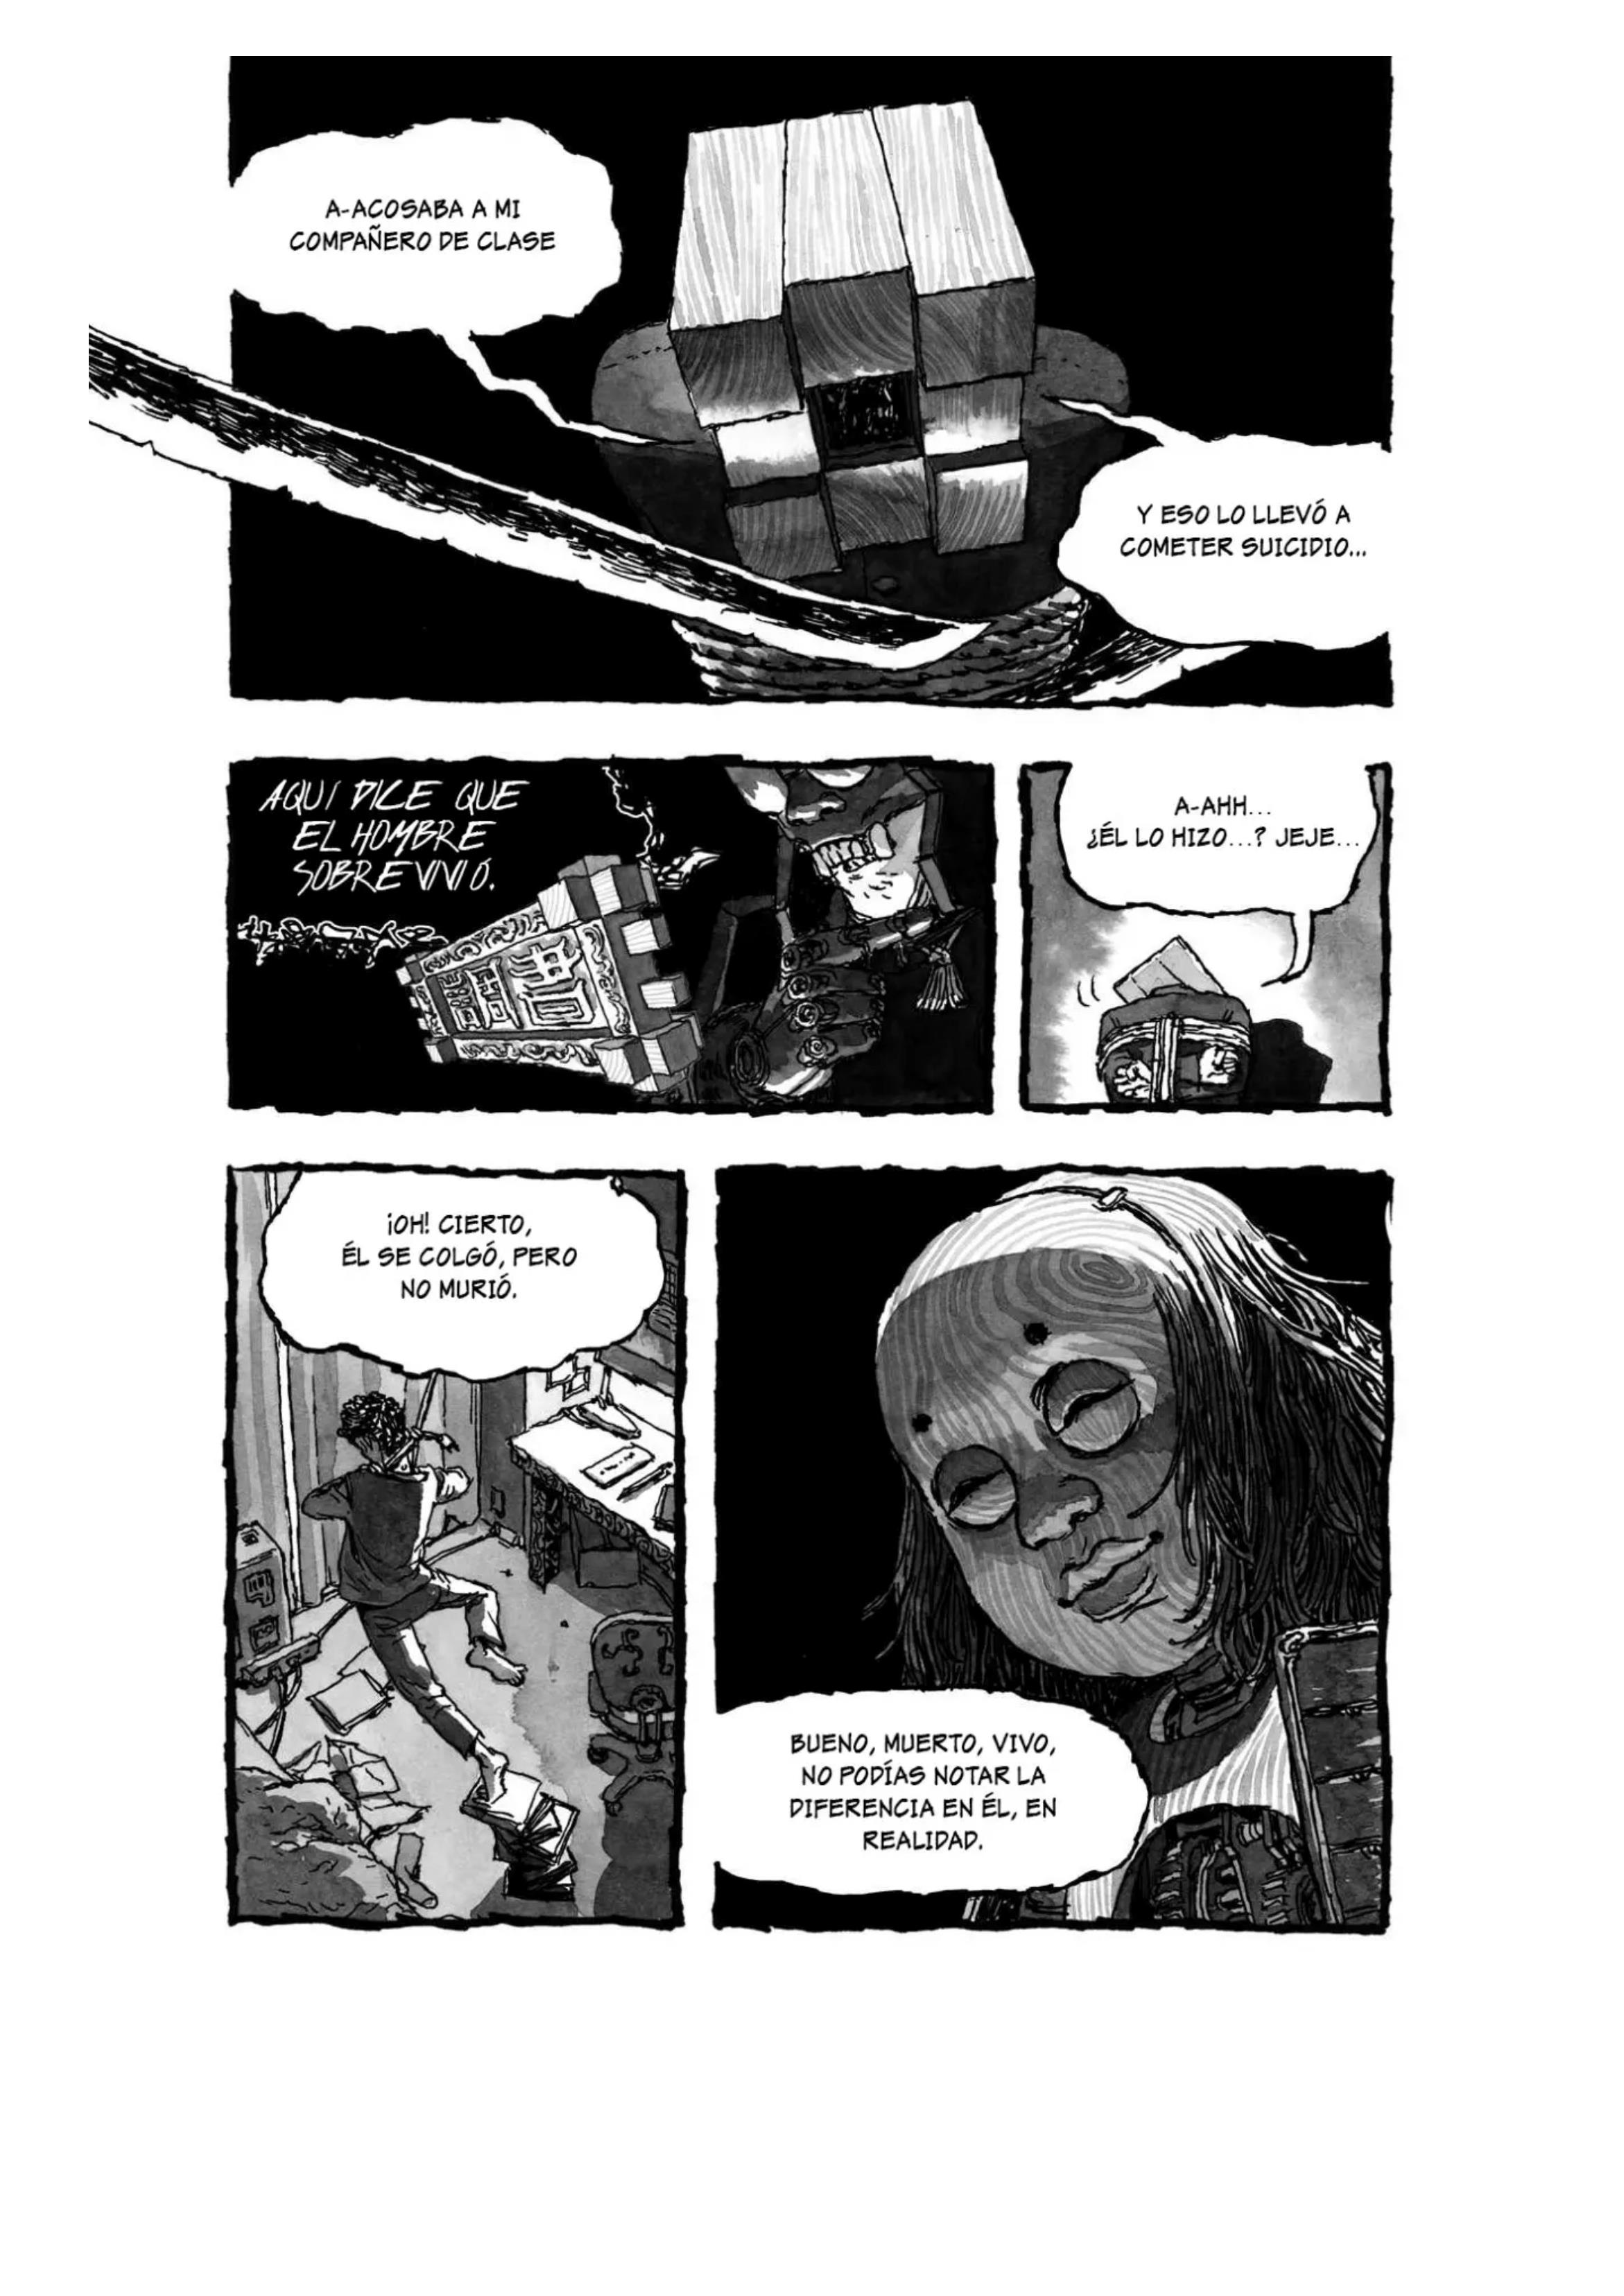 A-ACOSABA A MI
COMPAÑERO DE CLASE
Y ESO LO LLEVÓ A
COMETER SUICIDIO...
AQUÍ DICE QUE
EL HOMBRE
SOBREVIVIÓ.
A-AHH...
¿ÉL LO HIZO...? JEJE...
¡OH! CIERTO,
ÉL SE COLGÓ, PERO
NO MURIÓ.
BUENO, MUERTO, VIVO,
NO PODÍAS NOTAR LA
DIFERENCIA EN ÉL, EN
REALIDAD.